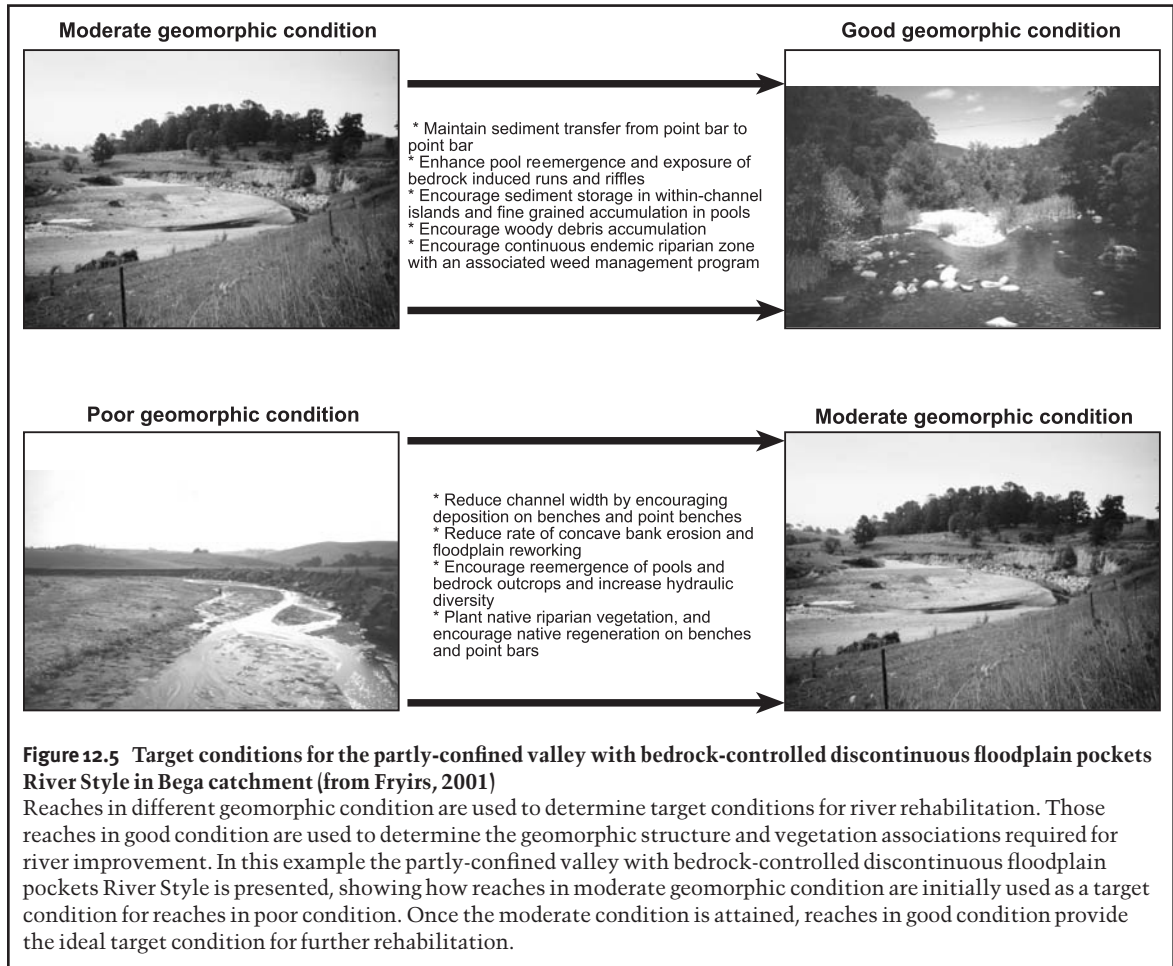 Moderate geomorphic condition
Good geomorphic condition
* Maintain sediment transfer from point bar to
point bar
* Enhance pool reemergence and exposure of
bedrock induced runs and riffles
* Encourage sediment storage in within-channel
islands and fine grained accumulation in pools
* Encourage woody debris accumulation
* Encourage continuous endemic riparian zone
with an associated weed management program
Poor geomorphic condition
Moderate geomorphic condition
* Reduce channel width by encouraging
deposition on benches and point benches
* Reduce rate of concave bank erosion and
floodplain reworking
* Encourage reemergence of pools and
bedrock outcrops and increase hydraulic
diversity
* Plant native riparian vegetation, and
encourage native regeneration on benches
and point bars
Figure 12.5 Target conditions for the partly-confined valley with bedrock-controlled discontinuous floodplain pockets
River Style in Bega catchment (from Fryirs, 2001)
Reaches in different geomorphic condition are used to determine target conditions for river rehabilitation. Those
reaches in good condition are used to determine the geomorphic structure and vegetation associations required for
river improvement. In this example the partly-confined valley with bedrock-controlled discontinuous floodplain
pockets River Style is presented, showing how reaches in moderate geomorphic condition are initially used as a target
condition for reaches in poor condition. Once the moderate condition is attained, reaches in good condition provide
the ideal target condition for further rehabilitation.